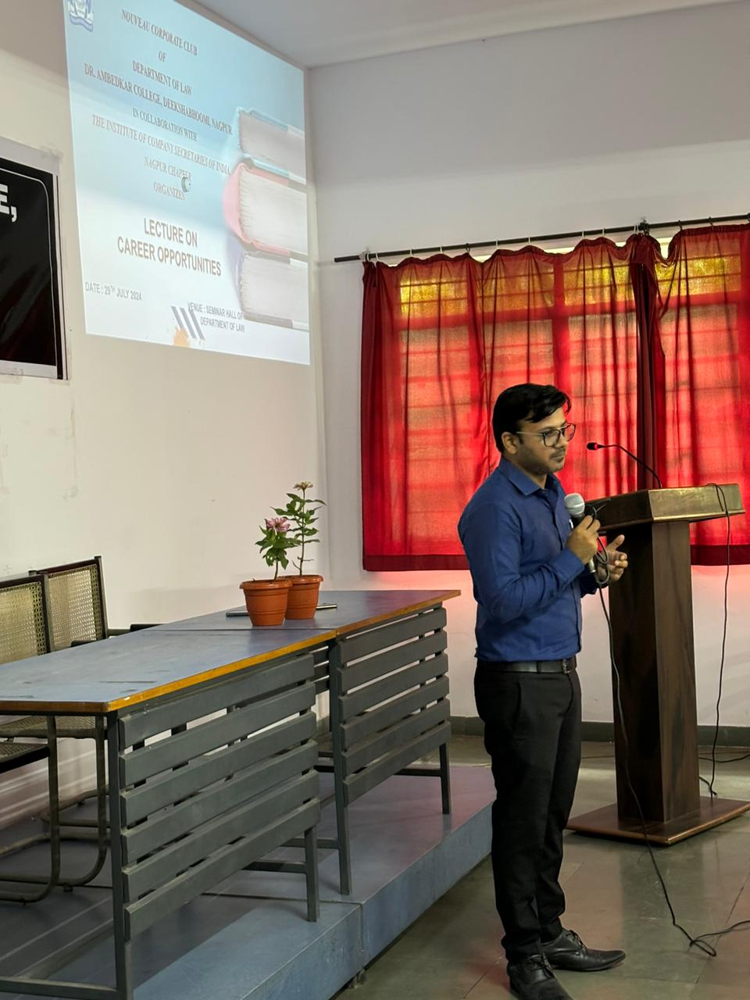 NOUVEAU CORPORATE CLUB
OF
DEPARTMENT OF LAW
DR. AMBEDKAR COLLEGE, DEEKSHABHOOMI, NAGPUR
IN COLLABORATION WITH
THE INSTITUTE OF COMPANY SECRETARIES OF INDIA
NAGPUR CHAPTER
ORGANIZES
LECTURE ON
CAREER OPPORTUNITIES
DATE : 29TH JULY 2024
VENUE : SEMINAR HALL OF
DEPARTMENT OF LAW
E,